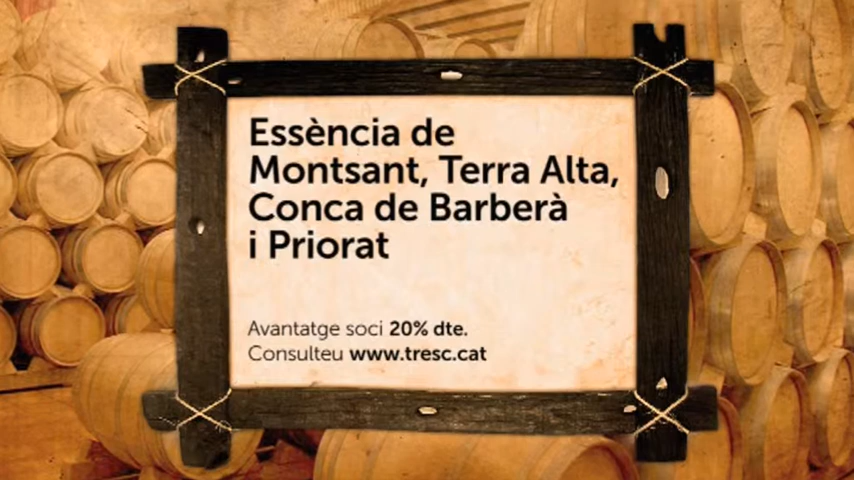 Essència de
Montsant, Terra Alta,
Conca de Barberà
i Priorat
Avantatge soci 20% dte.
Consulteu www.tresc.cat